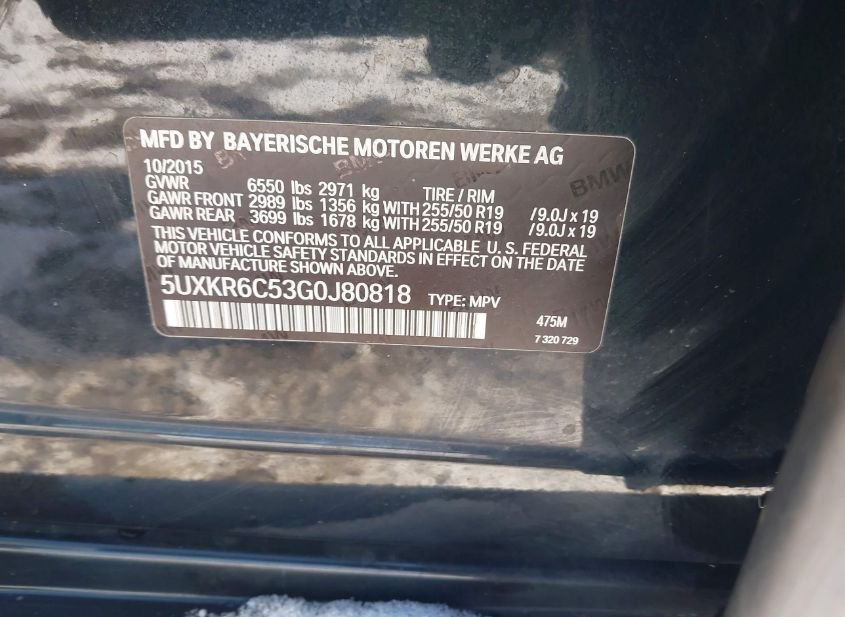 MFD BY BAYERISCHE MOTOREN WERKE AG
10/2015
GVWR 6550 lbs 2971 kg TIRE / RIM
GAWR FRONT 2989 lbs 1356 kg WITH 255/50 R19 / 9.0J x 19
GAWR REAR 3699 lbs 1678 kg WITH 255/50 R19 / 9.0J x 19
THIS VEHICLE CONFORMS TO ALL APPLICABLE U. S. FEDERAL
MOTOR VEHICLE SAFETY STANDARDS IN EFFECT ON THE DATE
OF MANUFACTURE SHOWN ABOVE.
5UXKR6C53G0J80818 TYPE: MPV
475M
7 320 729
BMW